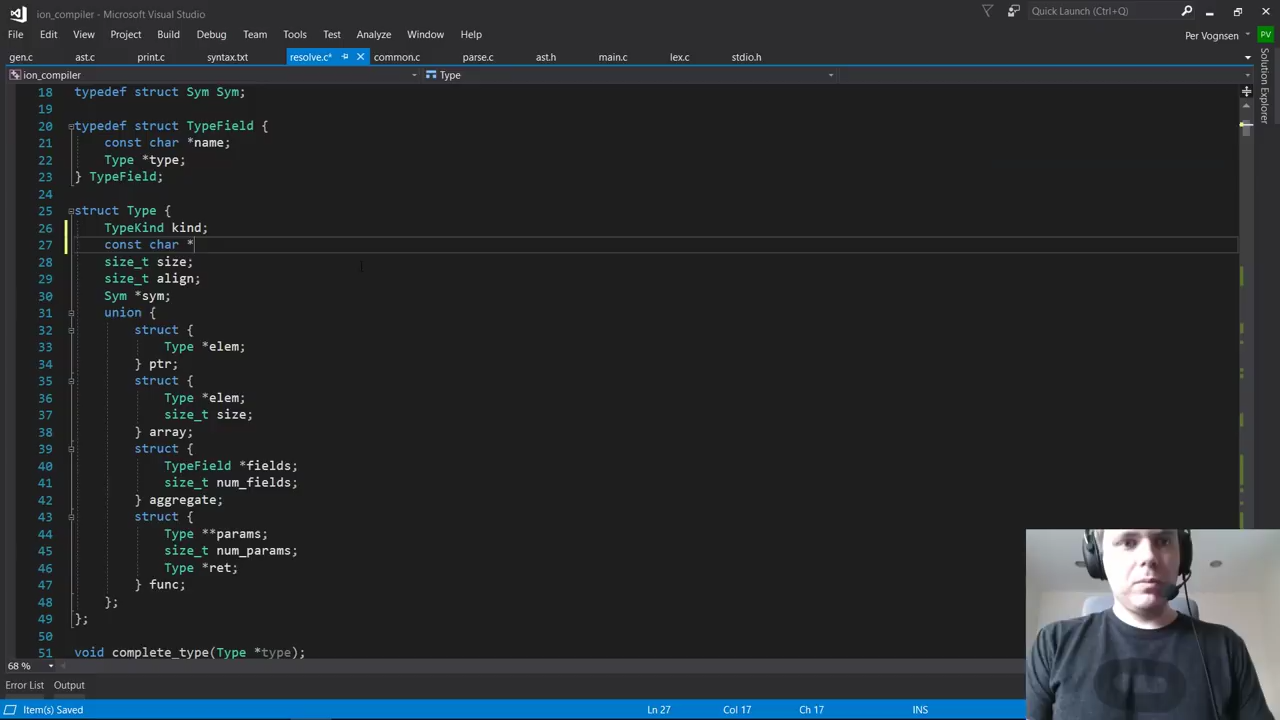 ion_compiler - Microsoft Visual Studio
Quick Launch (Ctrl+Q)
File Edit View Project Build Debug Team Tools Test Analyze Window Help
Per Vognsen PV
gen.c ast.c print.c syntax.txt resolve.c* common.c parse.c ast.h main.c lex.c stdio.h
Solution Explorer
ion_compiler Type
18 typedef struct Sym Sym;
19
20 typedef struct TypeField {
21 const char *name;
22 Type *type;
23 } TypeField;
24
25 struct Type {
26 TypeKind kind;
27 const char *
28 size_t size;
29 size_t align;
30 Sym *sym;
31 union {
32 struct {
33 Type *elem;
34 } ptr;
35 struct {
36 Type *elem;
37 size_t size;
38 } array;
39 struct {
40 TypeField *fields;
41 size_t num_fields;
42 } aggregate;
43 struct {
44 Type **params;
45 size_t num_params;
46 Type *ret;
47 } func;
48 };
49 };
50
51 void complete_type(Type *type);
68 %
Error List Output
Item(s) Saved Ln 27 Col 17 Ch 17 INS